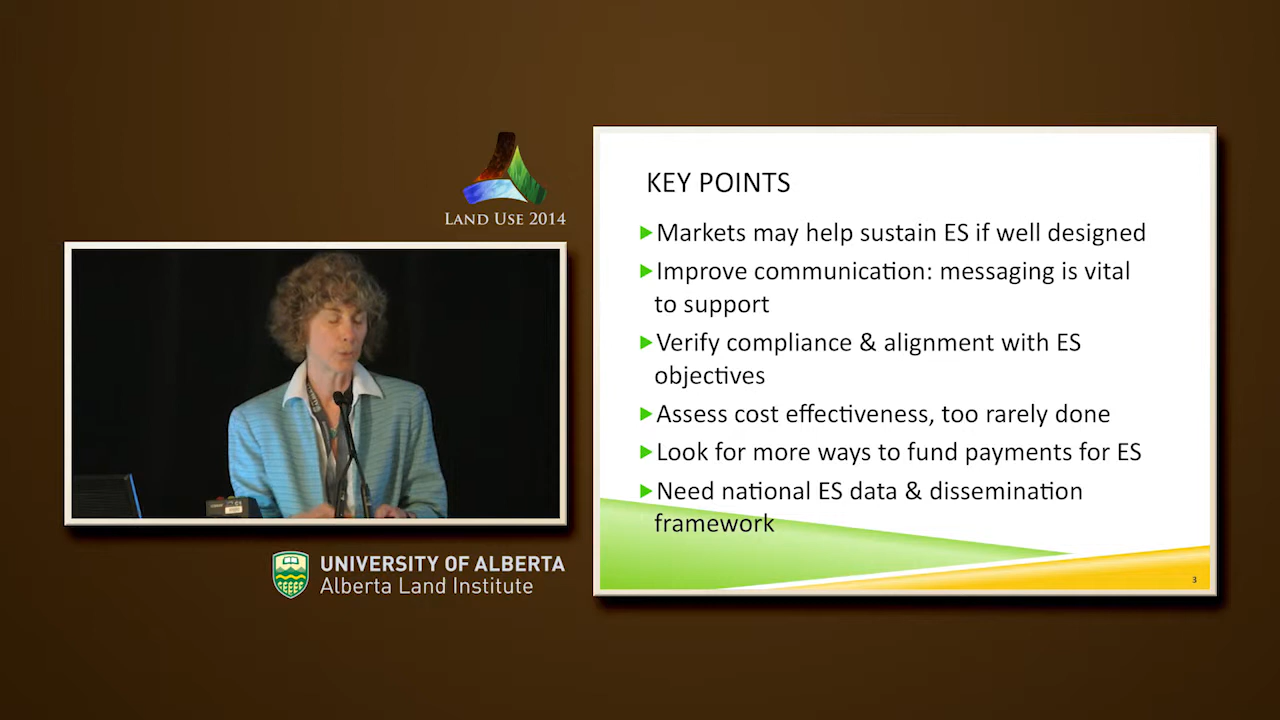 LAND USE 2014
UNIVERSITY OF ALBERTA
Alberta Land Institute
KEY POINTS
Markets may help sustain ES if well designed
Improve communication: messaging is vital
to support
Verify compliance & alignment with ES
objectives
Assess cost effectiveness, too rarely done
Look for more ways to fund payments for ES
Need national ES data & dissemination
framework
3